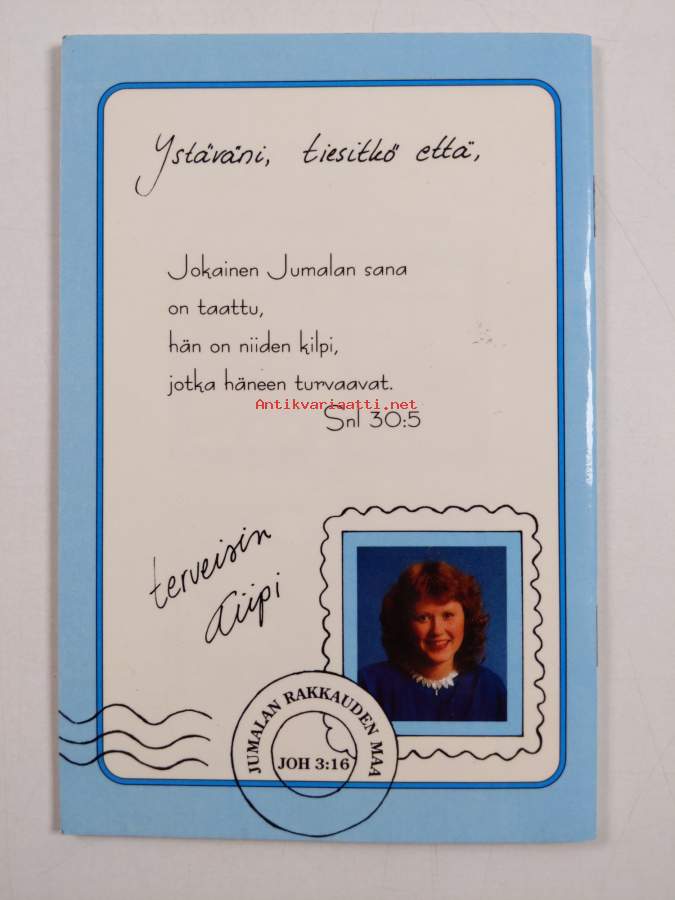 Ystäväni, tiesitkö että,
Jokainen Jumalan sana
on taattu,
hän on niiden kilpi,
jotka häneen turvaavat.
Antikvariaatti.net
Snl 30:5
terveisin
Kiipi
JUMALAN RAKKAUDEN MAA
JOH 3:16